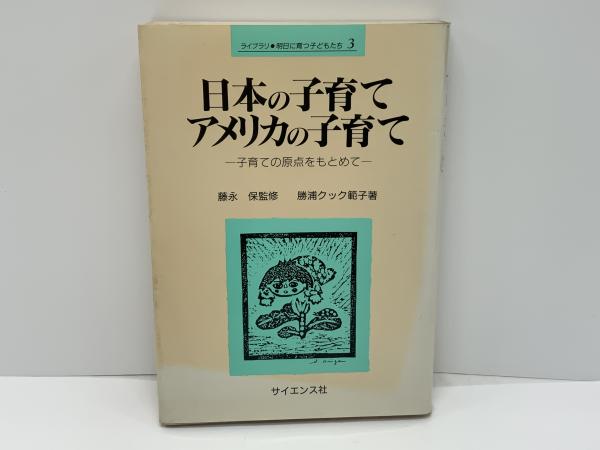 ライブラリ●明日に育つ子どもたち 3
日本の子育て
アメリカの子育て
―子育ての原点をもとめて―
藤永 保監修 勝浦クック範子著
サイエンス社